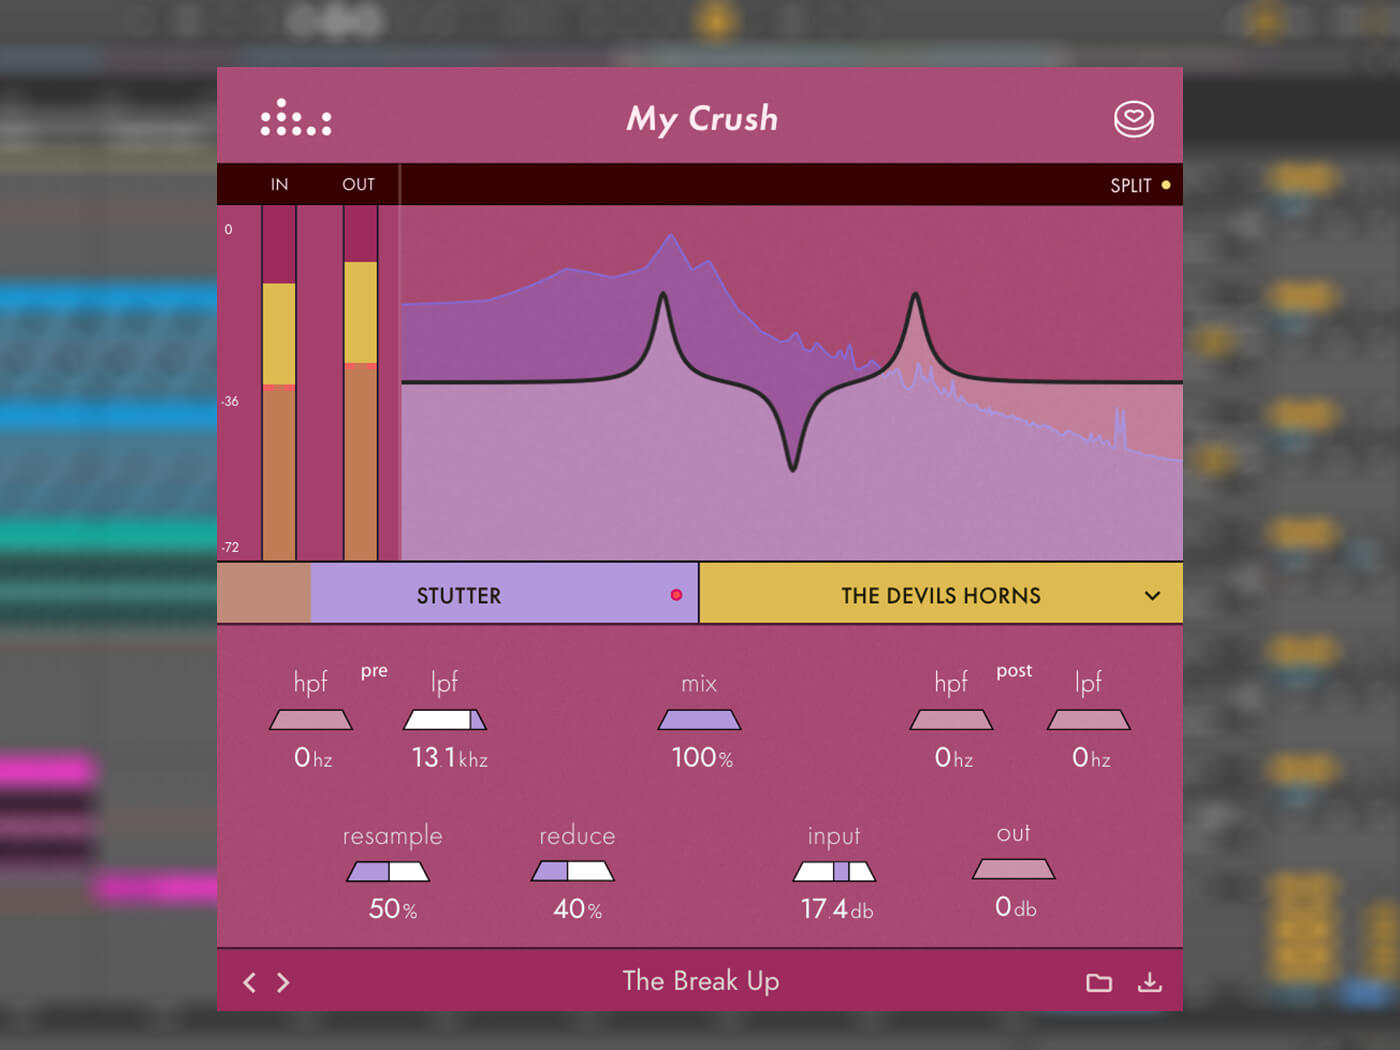 My Crush
IN OUT SPLIT
0
-36
-72
STUTTER THE DEVILS HORNS
hpf pre lpf mix hpf post lpf
0hz 13.1khz 100% 0hz 0hz
resample reduce input out
50% 40% 17.4db 0db
The Break Up